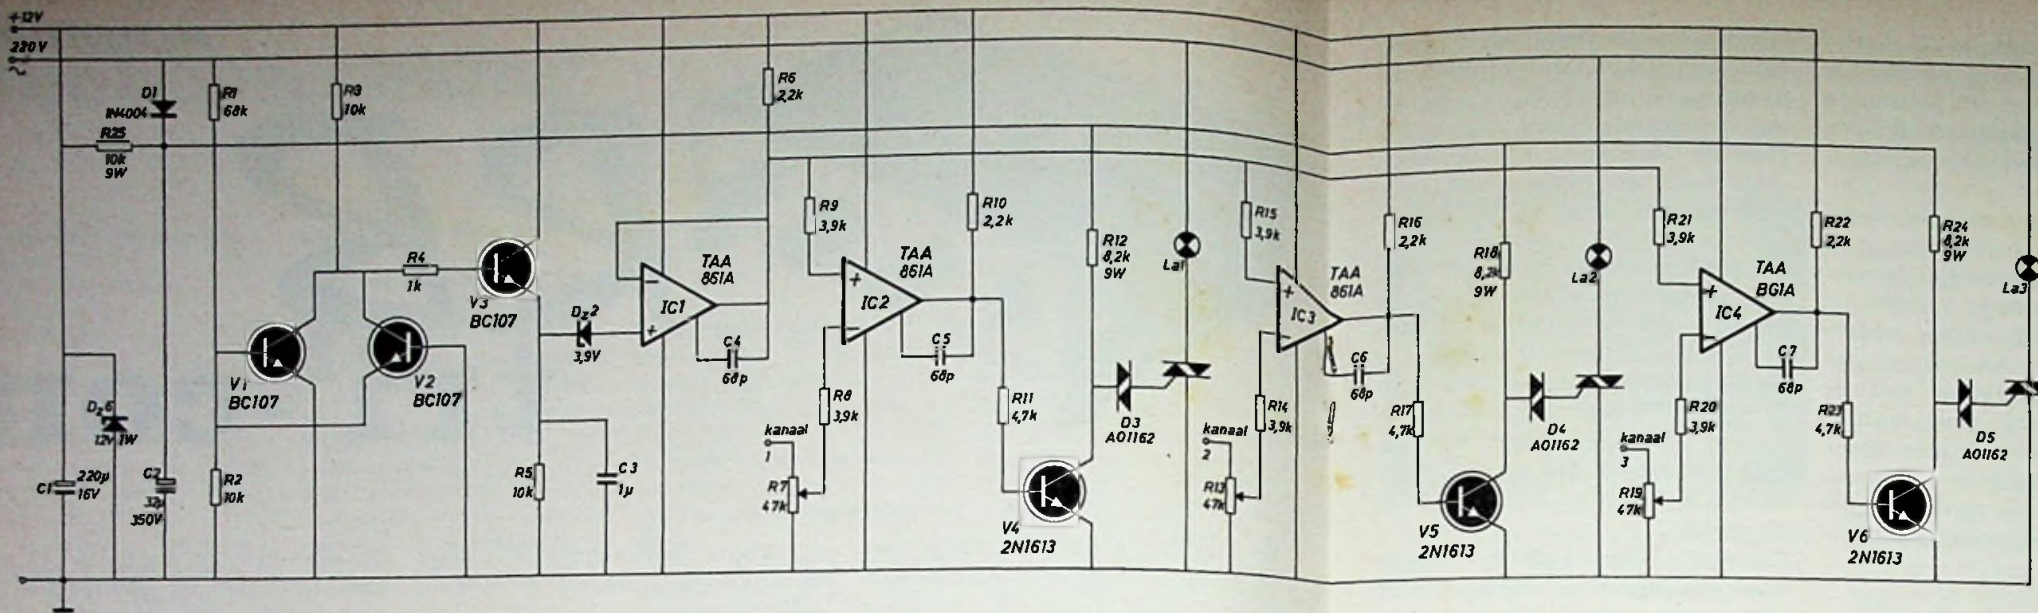 +12V
220V
~
D1
1N4004
R25
10k
9W
R1
68k
R3
10k
R4
1k
V3
BC107
V1
BC107
V2
BC107
Dz6
12V 1W
C1
220µ
16V
C2
32µ
350V
R2
10k
R5
10k
C3
1µ
Dz2
3,9V
R6
2,2k
TAA
861A
IC1
−
+
C4
68p
R9
3,9k
TAA
861A
IC2
+
−
C5
68p
R10
2,2k
R8
3,9k
kanaal
1
R7
47k
R11
4,7k
V4
2N1613
R12
8,2k
9W
D3
AO1162
La1
R15
3,9k
TAA
861A
IC3
+
−
C6
68p
R16
2,2k
R14
3,9k
kanaal
2
R13
47k
R17
4,7k
V5
2N1613
R18
8,2k
9W
D4
AO1162
La2
R21
3,9k
TAA
861A
IC4
+
−
C7
68p
R22
2,2k
R20
3,9k
kanaal
3
R19
47k
R23
4,7k
V6
2N1613
R24
8,2k
9W
D5
AO1162
La3